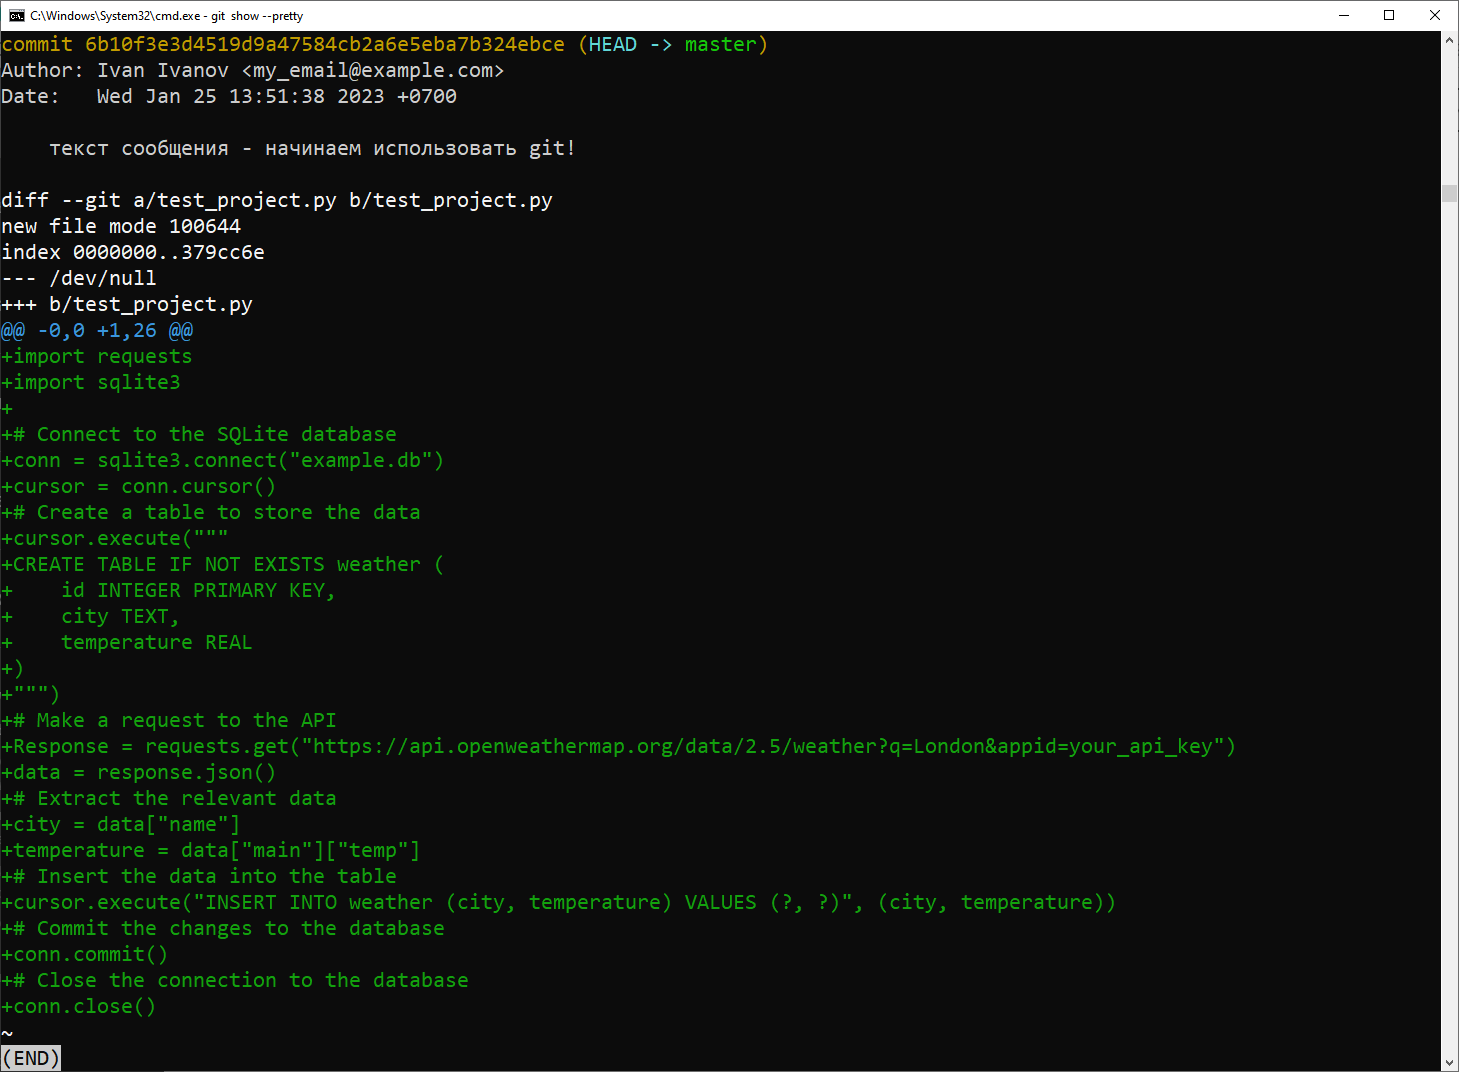 C:\Windows\System32\cmd.exe - git show --pretty
commit 6b10f3e3d4519d9a47584cb2a6e5eba7b324ebce (HEAD -> master)
Author: Ivan Ivanov <my_email@example.com>
Date:   Wed Jan 25 13:51:38 2023 +0700
    текст сообщения - начинаем использовать git!
diff --git a/test_project.py b/test_project.py
new file mode 100644
index 0000000..379cc6e
--- /dev/null
+++ b/test_project.py
@@ -0,0 +1,26 @@
+import requests
+import sqlite3
+
+# Connect to the SQLite database
+conn = sqlite3.connect("example.db")
+cursor = conn.cursor()
+# Create a table to store the data
+cursor.execute("""
+CREATE TABLE IF NOT EXISTS weather (
+    id INTEGER PRIMARY KEY,
+    city TEXT,
+    temperature REAL
+)
+""")
+# Make a request to the API
+Response = requests.get("https://api.openweathermap.org/data/2.5/weather?q=London&appid=your_api_key")
+data = response.json()
+# Extract the relevant data
+city = data["name"]
+temperature = data["main"]["temp"]
+# Insert the data into the table
+cursor.execute("INSERT INTO weather (city, temperature) VALUES (?, ?)", (city, temperature))
+# Commit the changes to the database
+conn.commit()
+# Close the connection to the database
+conn.close()
~
(END)